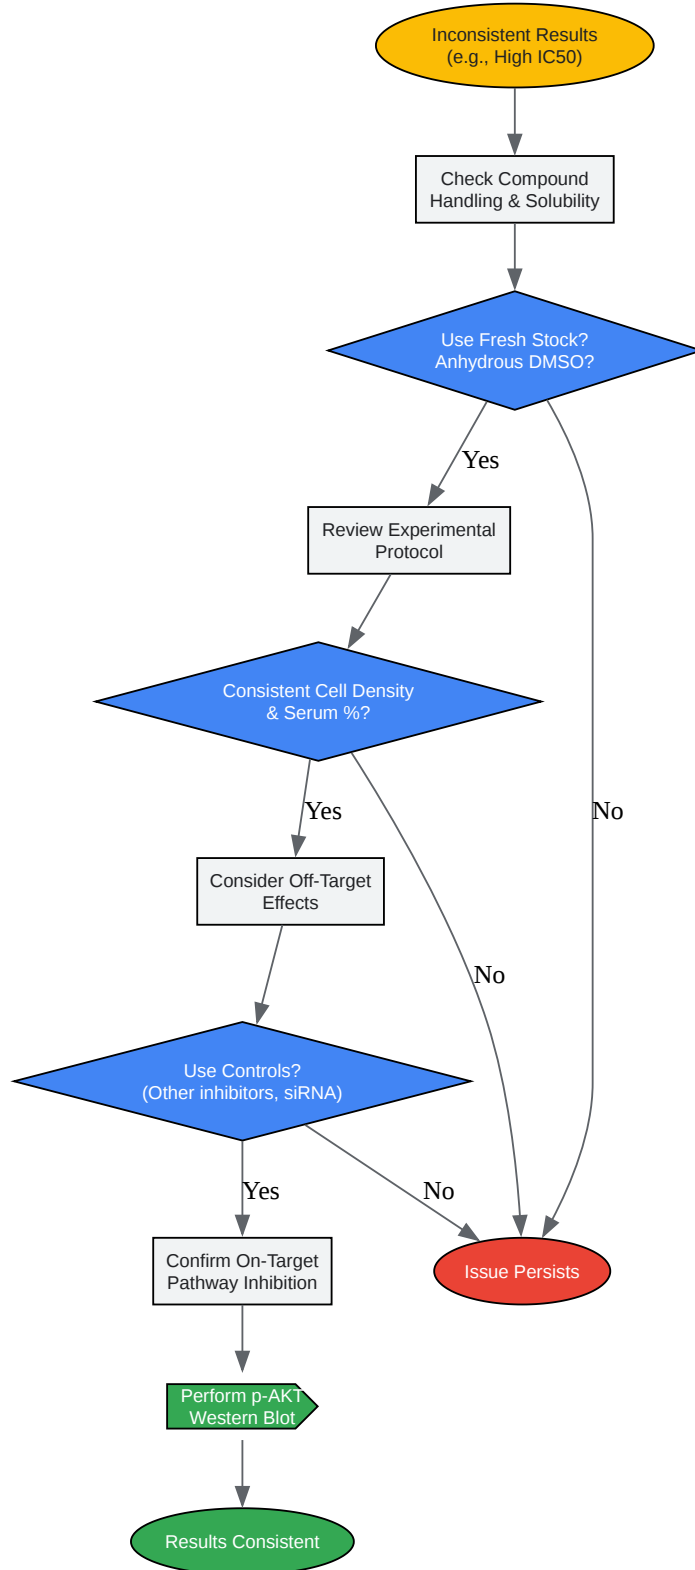 Inconsistent Results
(e.g., High IC50)
Check Compound
Handling & Solubility
Use Fresh Stock?
Anhydrous DMSO?
Yes
Review Experimental
Protocol
Consistent Cell Density
& Serum %?
Yes
No
Consider Off-Target
Effects
No
Use Controls?
(Other inhibitors, siRNA)
Yes
No
Confirm On-Target
Pathway Inhibition
Issue Persists
Perform p-AKT
Western Blot
Results Consistent